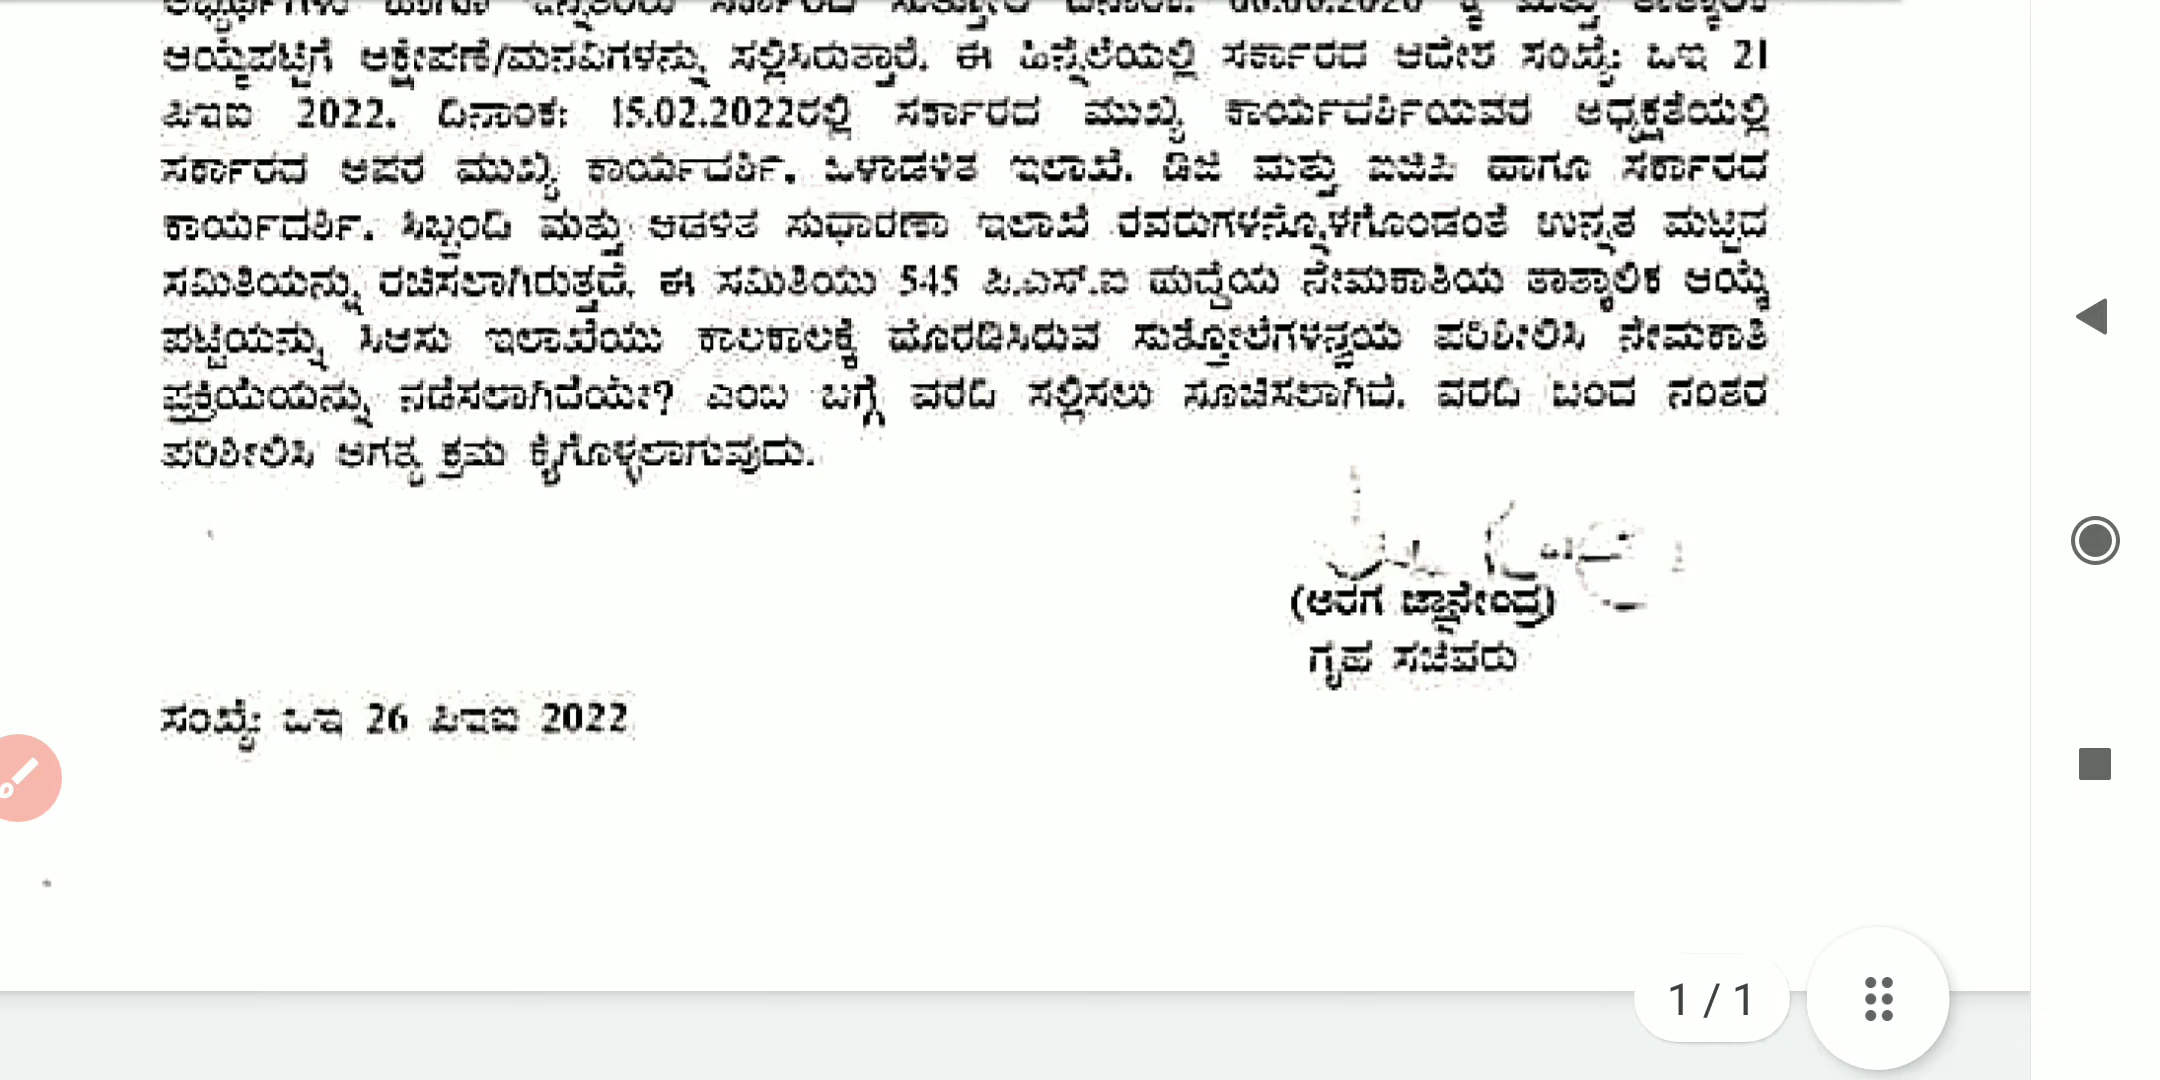 ಆಯ್ಕೆಪಟ್ಟಿಗೆ ಆಕ್ಷೇಪಣೆ/ಮನವಿಗಳನ್ನು ಸಲ್ಲಿಸಿರುತ್ತಾರೆ. ಈ ಹಿನ್ನೆಲೆಯಲ್ಲಿ ಸರ್ಕಾರದ ಆದೇಶ ಸಂಖ್ಯೆ: ಒಇ 21
ಪಿಇಐ 2022, ದಿನಾಂಕ: 15.02.2022ರಲ್ಲಿ ಸರ್ಕಾರದ ಮುಖ್ಯ ಕಾರ್ಯದರ್ಶಿಯವರ ಅಧ್ಯಕ್ಷತೆಯಲ್ಲಿ
ಸರ್ಕಾರದ ಅಪರ ಮುಖ್ಯ ಕಾರ್ಯದರ್ಶಿ, ಒಳಾಡಳಿತ ಇಲಾಖೆ, ಡಿಜಿ ಮತ್ತು ಐಜಿಪಿ ಹಾಗೂ ಸರ್ಕಾರದ
ಕಾರ್ಯದರ್ಶಿ, ಸಿಬ್ಬಂದಿ ಮತ್ತು ಆಡಳಿತ ಸುಧಾರಣಾ ಇಲಾಖೆ ರವರುಗಳನ್ನೊಳಗೊಂಡಂತೆ ಉನ್ನತ ಮಟ್ಟದ
ಸಮಿತಿಯನ್ನು ರಚಿಸಲಾಗಿರುತ್ತದೆ. ಈ ಸಮಿತಿಯು 545 ಪಿ.ಎಸ್.ಐ ಹುದ್ದೆಯ ನೇಮಕಾತಿಯ ತಾತ್ಕಾಲಿಕ ಆಯ್ಕೆ
ಪಟ್ಟಿಯನ್ನು ಸಿಆಸು ಇಲಾಖೆಯು ಕಾಲಕಾಲಕ್ಕೆ ಹೊರಡಿಸಿರುವ ಸುತ್ತೋಲೆಗಳನ್ವಯ ಪರಿಶೀಲಿಸಿ ನೇಮಕಾತಿ
ಪ್ರಕ್ರಿಯೆಯನ್ನು ನಡೆಸಲಾಗಿದೆಯೇ? ಎಂಬ ಬಗ್ಗೆ ವರದಿ ಸಲ್ಲಿಸಲು ಸೂಚಿಸಲಾಗಿದೆ. ವರದಿ ಬಂದ ನಂತರ
ಪರಿಶೀಲಿಸಿ ಅಗತ್ಯ ಕ್ರಮ ಕೈಗೊಳ್ಳಲಾಗುವುದು.
(ಆರಗ ಜ್ಞಾನೇಂದ್ರ)
ಗೃಹ ಸಚಿವರು
ಸಂಖ್ಯೆ: ಒಇ 26 ಪಿಇಐ 2022
1 / 1